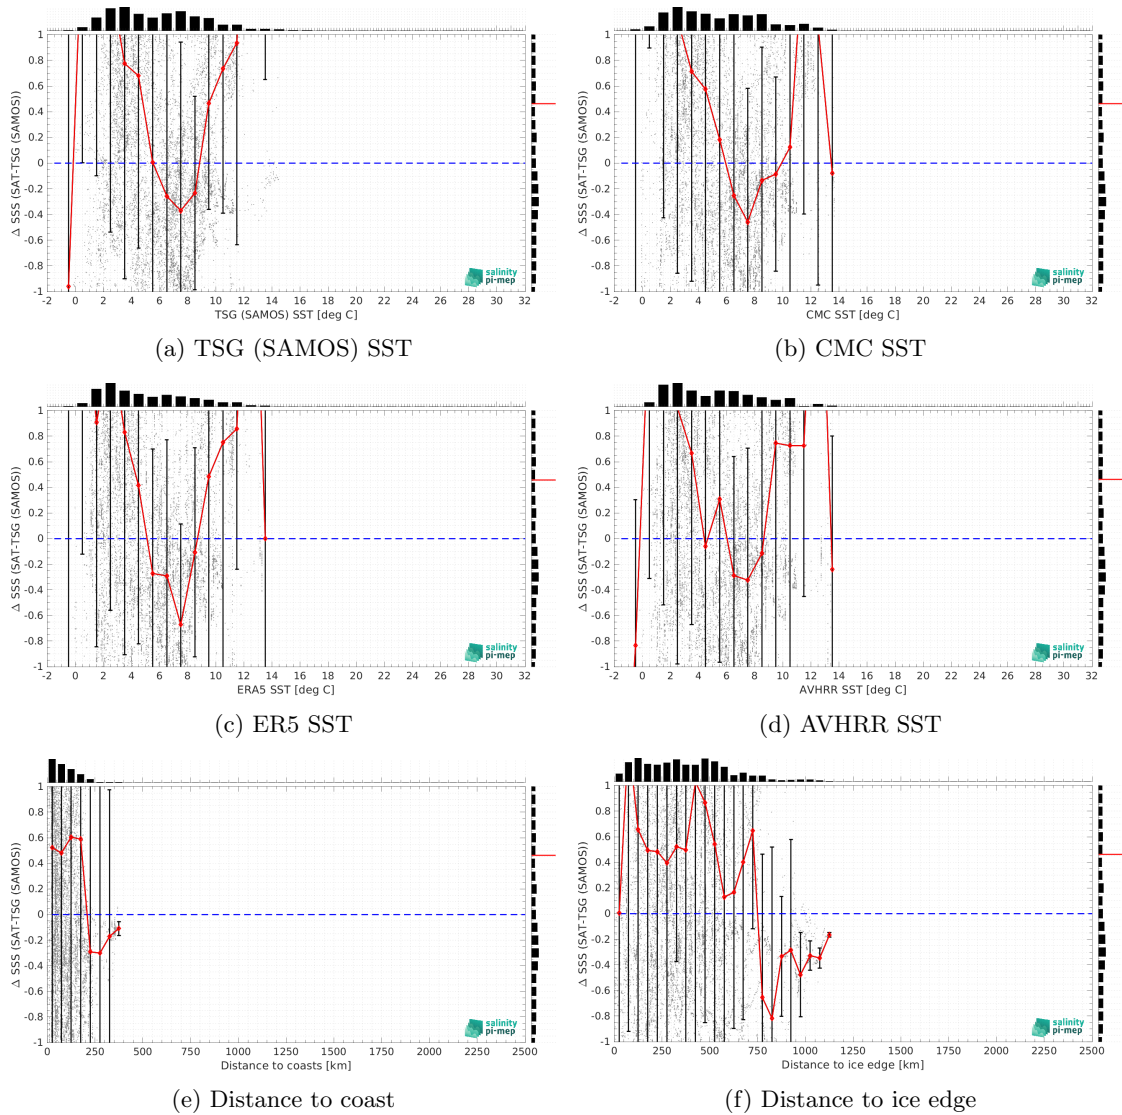 1
0.8
0.6
0.4
0.2
0
-0.2
-0.4
-0.6
-0.8
-1
Δ SSS (SAT-TSG (SAMOS))
salinity
pi-mep
-2 0 2 4 6 8 10 12 14 16 18 20 22 24 26 28 30 32
TSG (SAMOS) SST [deg C]
(a) TSG (SAMOS) SST
1
0.8
0.6
0.4
0.2
0
-0.2
-0.4
-0.6
-0.8
-1
Δ SSS (SAT-TSG (SAMOS))
salinity
pi-mep
-2 0 2 4 6 8 10 12 14 16 18 20 22 24 26 28 30 32
CMC SST [deg C]
(b) CMC SST
1
0.8
0.6
0.4
0.2
0
-0.2
-0.4
-0.6
-0.8
-1
Δ SSS (SAT-TSG (SAMOS))
salinity
pi-mep
-2 0 2 4 6 8 10 12 14 16 18 20 22 24 26 28 30 32
ERA5 SST [deg C]
(c) ER5 SST
1
0.8
0.6
0.4
0.2
0
-0.2
-0.4
-0.6
-0.8
-1
Δ SSS (SAT-TSG (SAMOS))
salinity
pi-mep
-2 0 2 4 6 8 10 12 14 16 18 20 22 24 26 28 30 32
AVHRR SST [deg C]
(d) AVHRR SST
1
0.8
0.6
0.4
0.2
0
-0.2
-0.4
-0.6
-0.8
-1
Δ SSS (SAT-TSG (SAMOS))
salinity
pi-mep
0 250 500 750 1000 1250 1500 1750 2000 2250 2500
Distance to coasts [km]
(e) Distance to coast
1
0.8
0.6
0.4
0.2
0
-0.2
-0.4
-0.6
-0.8
-1
Δ SSS (SAT-TSG (SAMOS))
salinity
pi-mep
0 250 500 750 1000 1250 1500 1750 2000 2250 2500
Distance to ice edge [km]
(f) Distance to ice edge